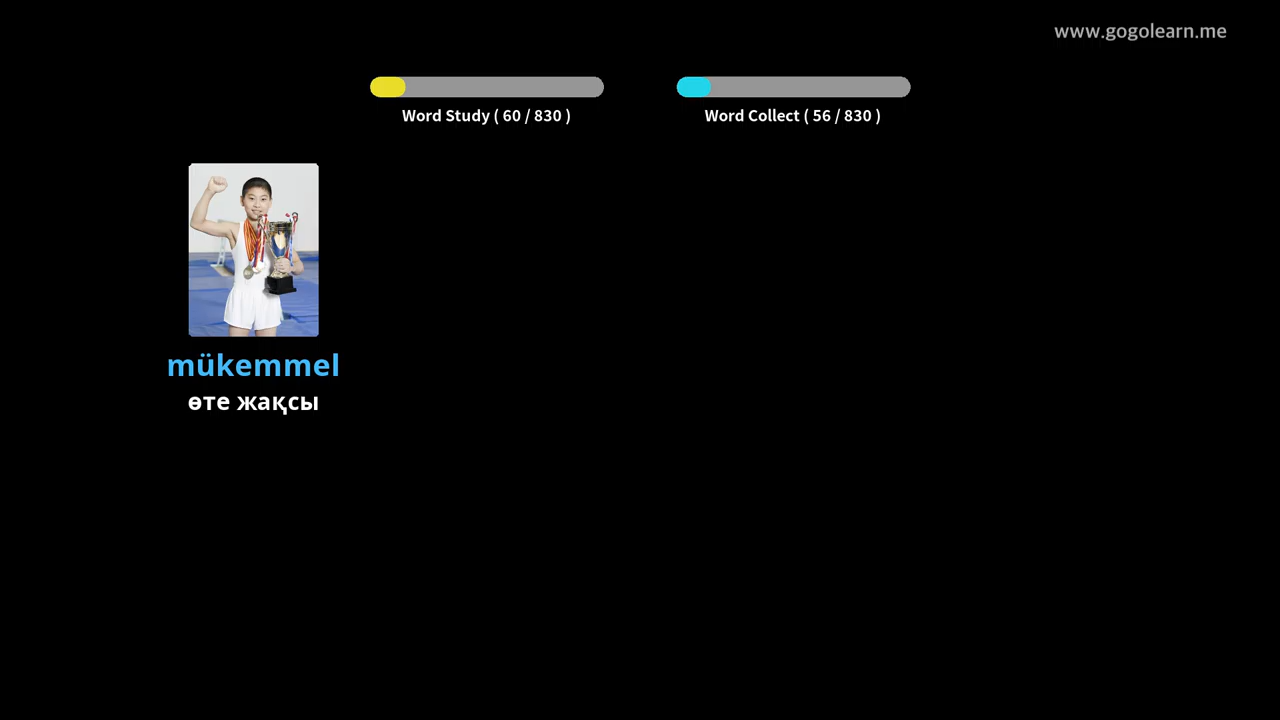 www.gogolearn.me
Word Study ( 60 / 830 )
Word Collect ( 56 / 830 )
mükemmel
өте жақсы